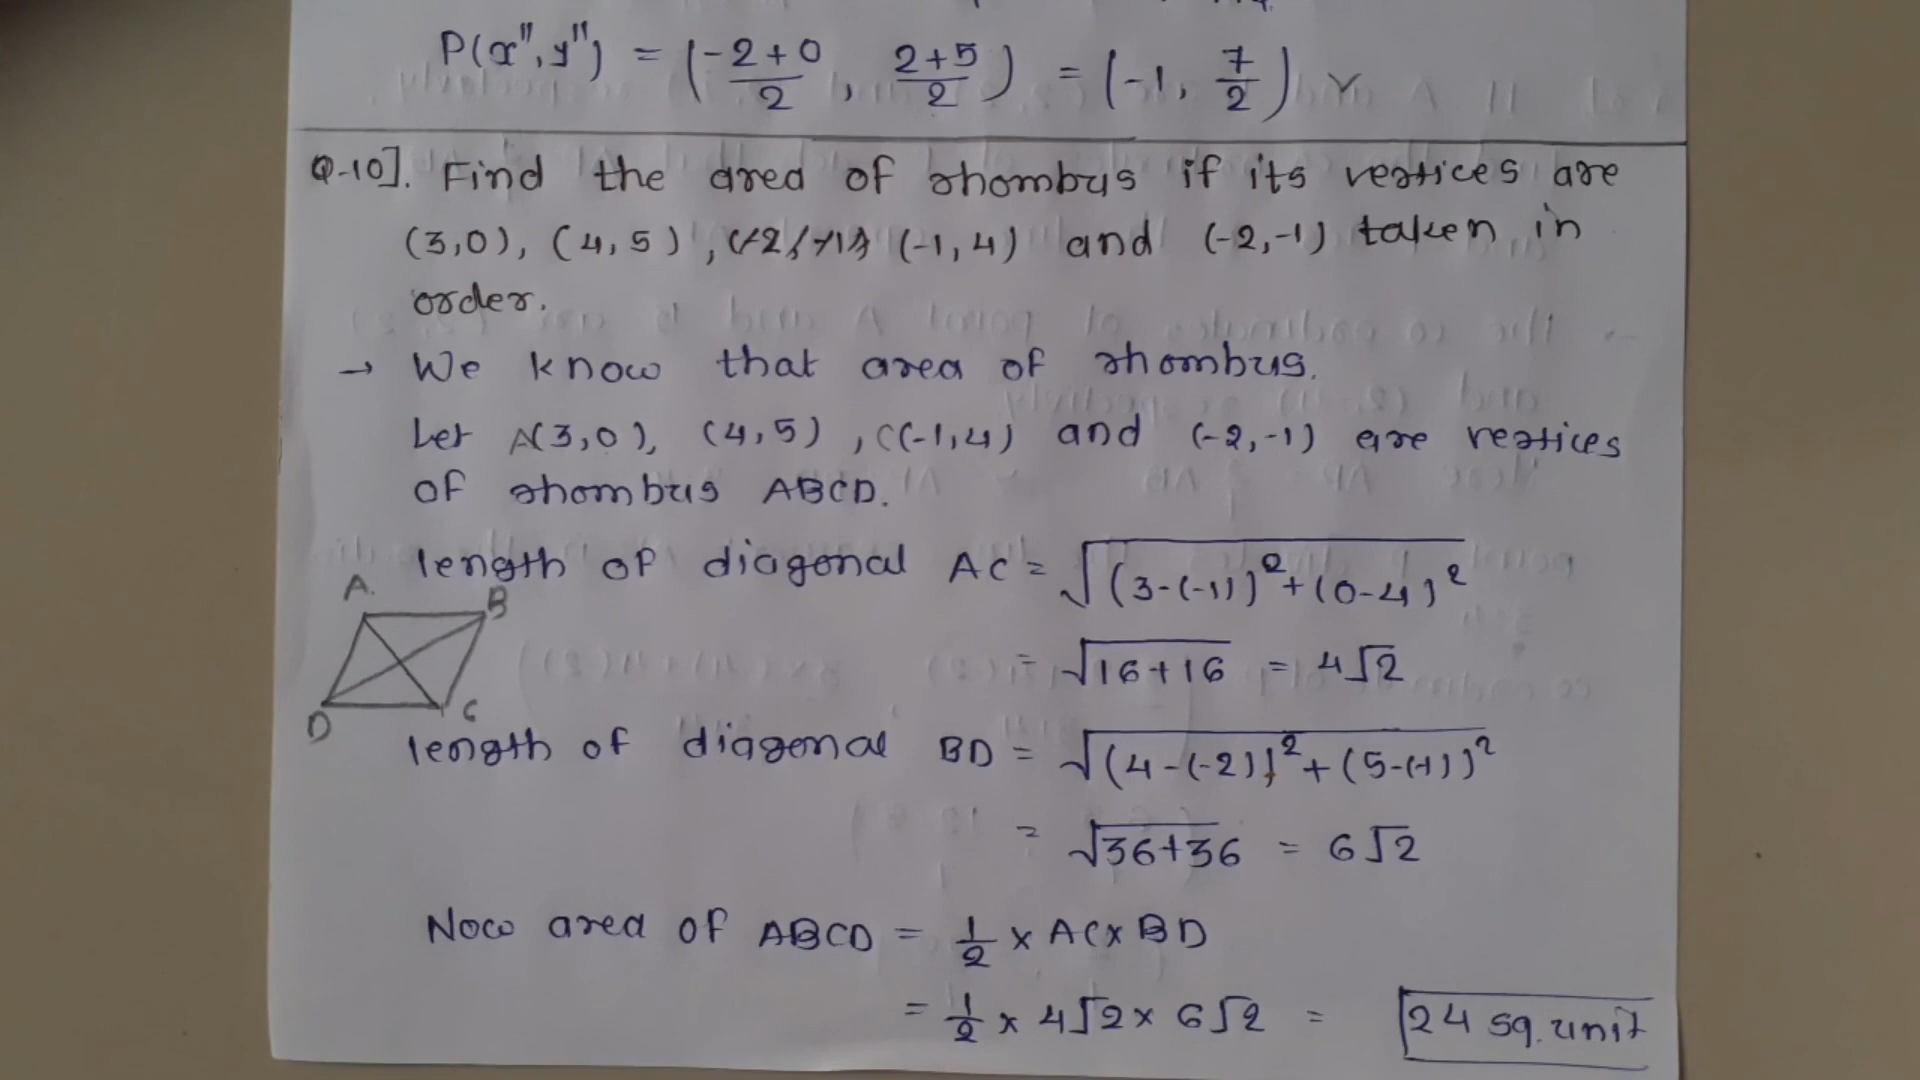 P(x",y") = (-2+0/2, 2+5/2) = (-1, 7/2)
Q-10]. Find the area of rhombus if its vertices are
(3,0), (4,5), (-1,4) and (-2,-1) taken in
order.
→ We know that area of rhombus.
Let A(3,0), (4,5), C(-1,4) and (-2,-1) are vertices
of rhombus ABCD.
length of diagonal AC = √(3-(-1))²+(0-4)²
A.
B
= √16+16 = 4√2
D
C
length of diagonal BD = √(4-(-2))²+(5-(-1))²
= √36+36 = 6√2
Now area of ABCD = 1/2 × AC × BD
= 1/2 × 4√2 × 6√2 = 24 sq. unit